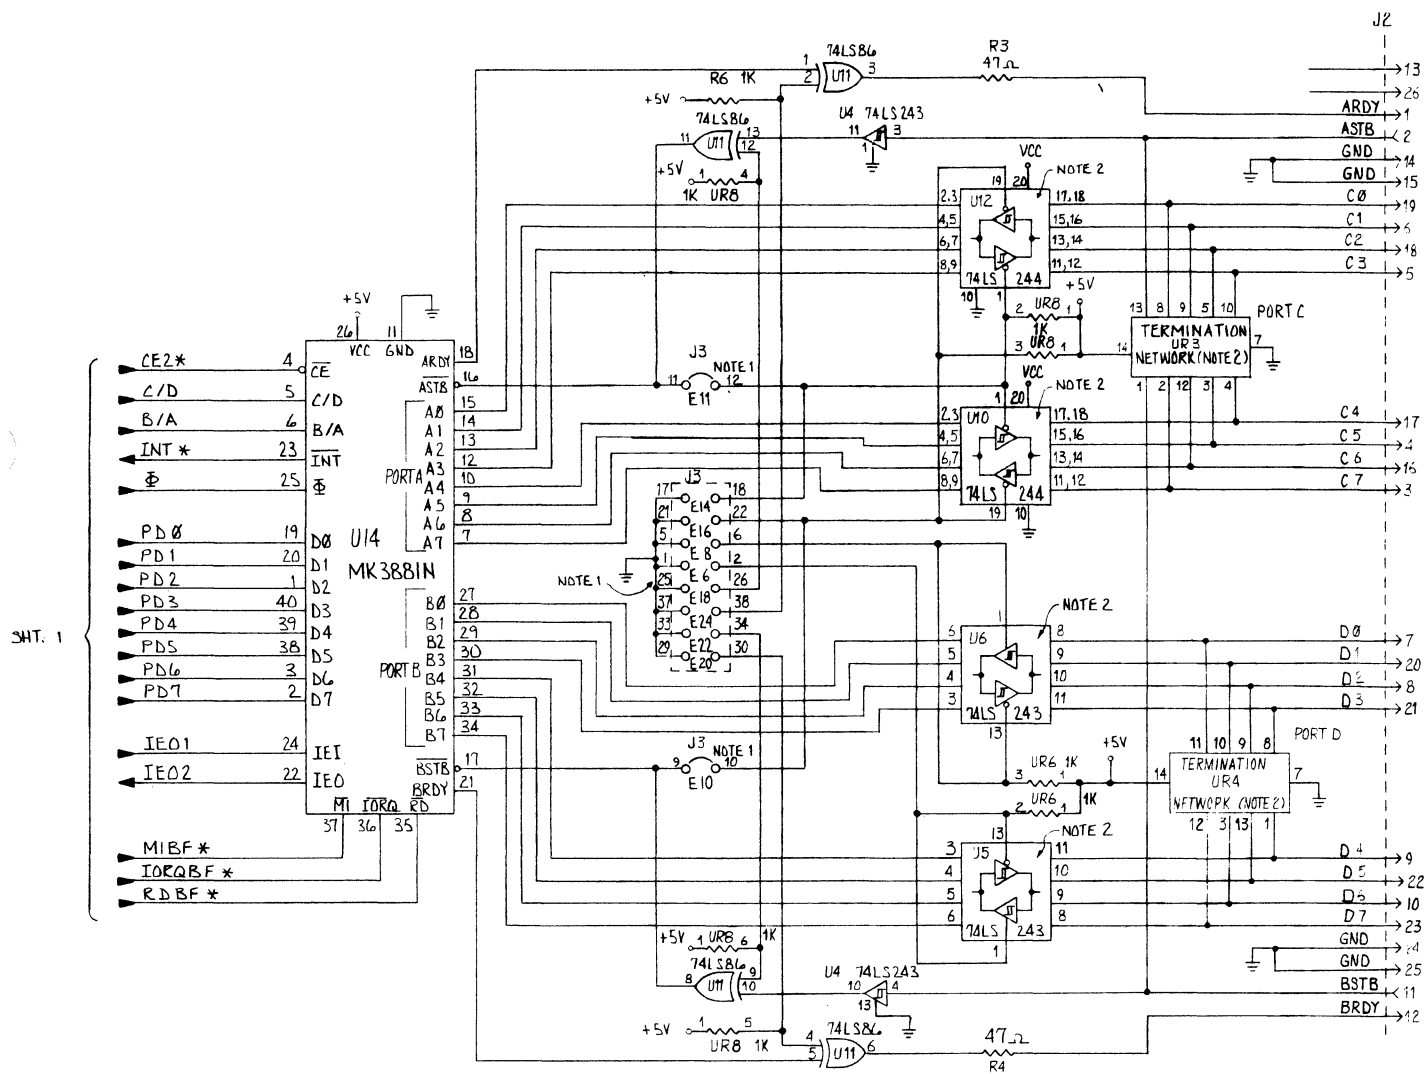 J2
74LS86
1
2
U11
3
R3
47Ω
13
26
R6 1K
+5V
ARDY
1
74LS86
11
U11
13
12
U4 74LS243
11
3
1
ASTB
2
GND
14
GND
15
+5V
1
4
1K UR8
VCC
19
20
NOTE 2
U12
2,3
4,5
6,7
8,9
17,18
15,16
13,14
11,12
74LS 244
10
1
CØ
19
C1
6
C2
18
C3
5
+5V
2 UR8 1
1K
3 UR8 1
13 8 9 5 10
PORT C
TERMINATION
UR3
NETWORK (NOTE 2)
14
7
1 2 12 3 4
VCC
20
NOTE 2
1
U10
2,3
4,5
6,7
8,9
17,18
15,16
13,14
11,12
74LS 244
19
10
C4
17
C5
4
C6
16
C7
3
+5V
26
11
VCC GND
SHT. 1
CE2*
4
CE
C/D
5
C/D
B/A
6
B/A
INT*
23
INT
Φ
25
Φ
PDØ
19
DØ
PD1
20
D1
PD2
1
D2
PD3
40
D3
PD4
39
D4
PD5
38
D5
PD6
3
D6
PD7
2
D7
IEO1
24
IEI
IEO2
22
IEO
U14
MK3881N
ARDY
18
ASTB
16
PORT A
AØ
15
A1
14
A2
13
A3
12
A4
10
A5
9
A6
8
A7
7
PORT B
BØ
27
B1
28
B2
29
B3
30
B4
31
B5
32
B6
33
B7
34
BSTB
17
BRDY
21
M1 IORQ RD
37 36 35
M1BF*
IORQBF*
RDBF*
J3
NOTE 1
11
12
E11
J3
17
E14
18
21
E16
22
5
E8
6
1
E6
2
25
E18
26
37
E24
38
33
E22
34
29
E20
30
NOTE 1
J3
NOTE 1
9
10
E10
1
NOTE 2
U6
6
5
4
3
8
9
10
11
74LS 243
13
DØ
7
D1
20
D2
8
D3
21
+5V
3 UR6 1K 1
2 UR6 1
1K
11 10 9 8
PORT D
TERMINATION
UR4
NETWORK (NOTE 2)
14
7
12 3 13 1
13
NOTE 2
U5
3
4
5
6
11
10
9
8
74LS 243
1
D4
9
D5
22
D6
10
D7
23
GND
24
GND
25
BSTB
11
BRDY
12
+5V 1 UR8 6 1K
74LS86
8
U11
9
10
U4 74LS243
10
4
13
+5V
1
5
UR8 1K
74LS86
4
5
U11
6
47Ω
R4